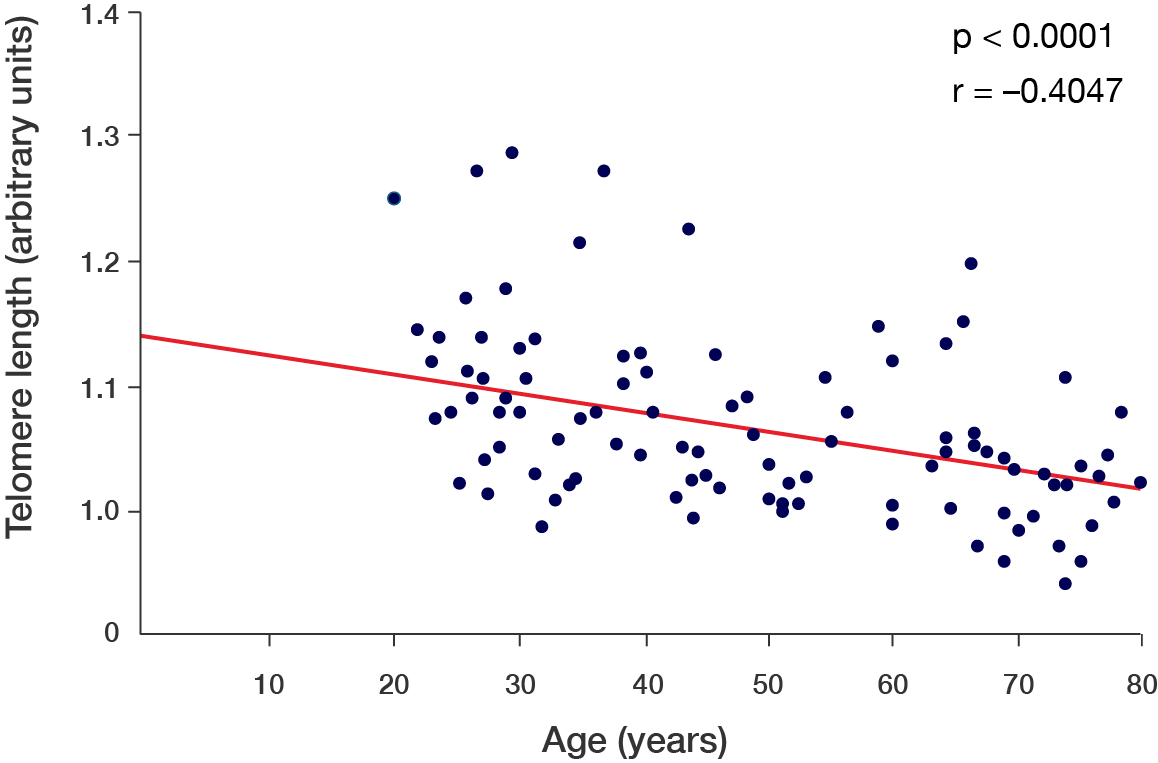 Telomere length (arbitrary units)
1.4
1.3
1.2
1.1
1.0
0
p < 0.0001
r = –0.4047
10 20 30 40 50 60 70 80
Age (years)